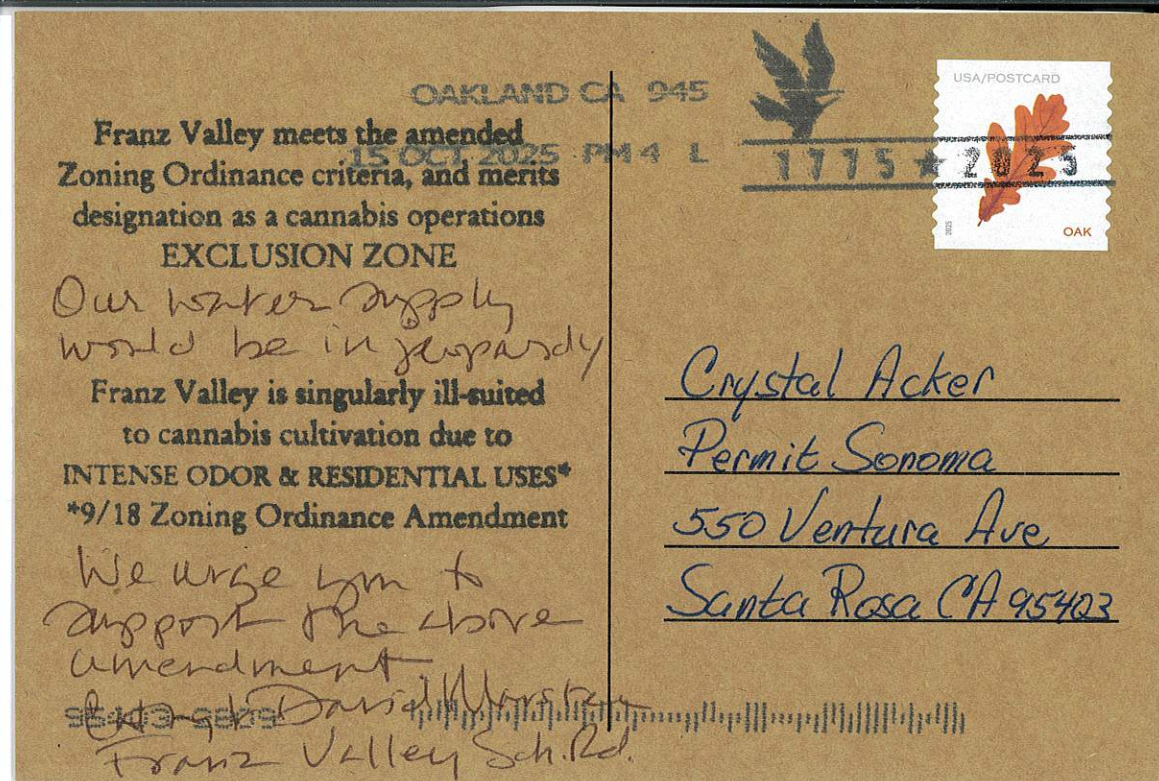 OAKLAND CA 945
15 OCT 2025 PM 4 L
1775 ★ 2025
USA/POSTCARD
2025
OAK
Franz Valley meets the amended
Zoning Ordinance criteria, and merits
designation as a cannabis operations
EXCLUSION ZONE
Our water supply
would be in jeopardy
Franz Valley is singularly ill-suited
to cannabis cultivation due to
INTENSE ODOR & RESIDENTIAL USES*
*9/18 Zoning Ordinance Amendment
We urge you to
support the above
amendment.
David
Franz Valley Sch. Rd.
Crystal Acker
Permit Sonoma
550 Ventura Ave
Santa Rosa CA 95403